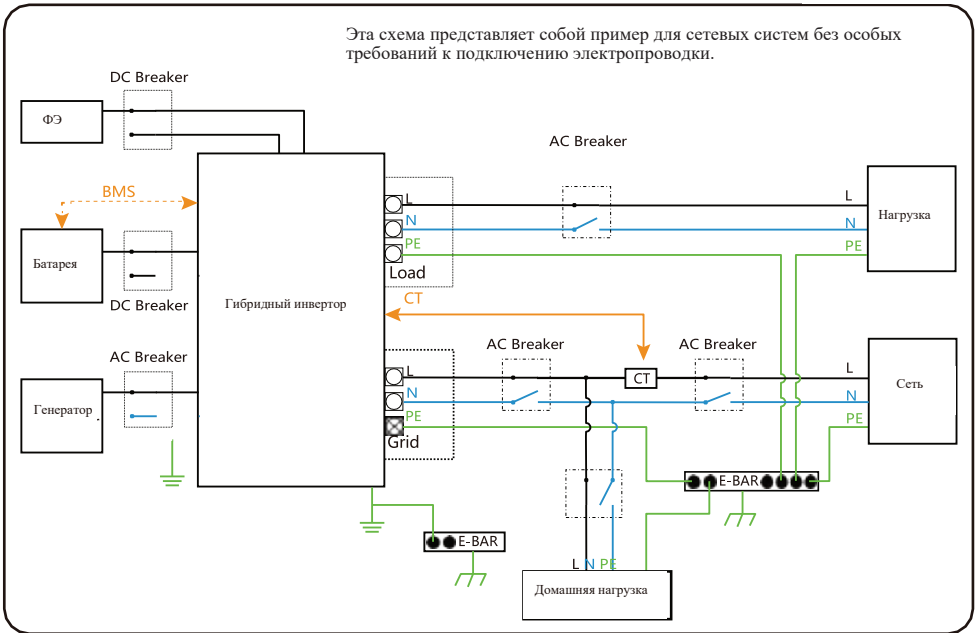 Эта схема представляет собой пример для сетевых систем без особых
требований к подключению электропроводки.
DC Breaker
ФЭ
AC Breaker
BMS
L
N
PE
Load
L
N
PE
Нагрузка
Батарея
DC Breaker
Гибридный инвертор
CT
AC Breaker
AC Breaker
AC Breaker
L
N
PE
Grid
CT
L
N
PE
Сеть
Генератор
E-BAR
E-BAR
L N PE
Домашняя нагрузка